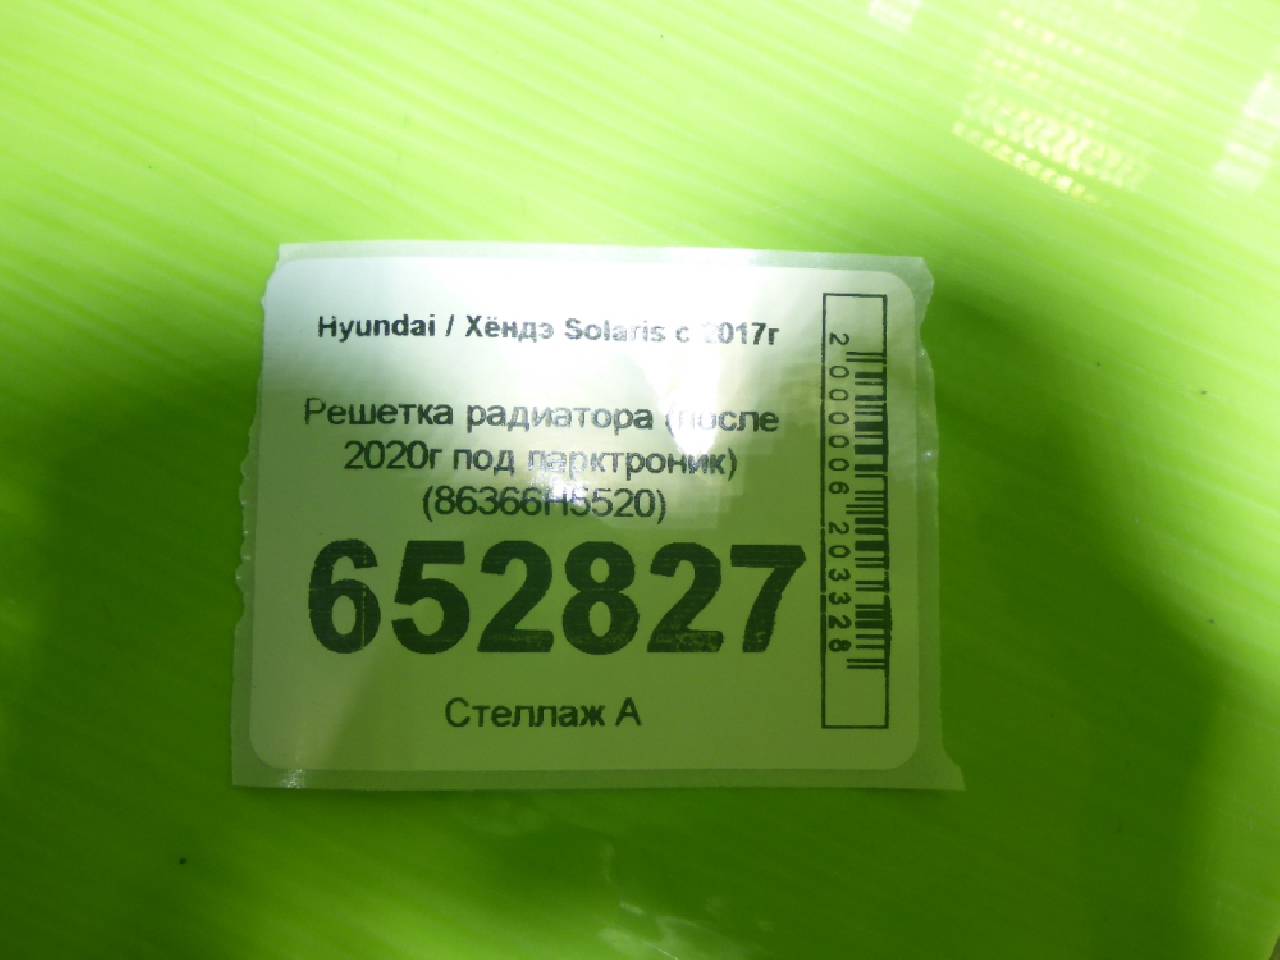 Hyundai / Хёндэ Solaris с 2017г
Решетка радиатора (после
2020г под парктроник)
(86366H5520)
652827
Стеллаж А
2000006203328